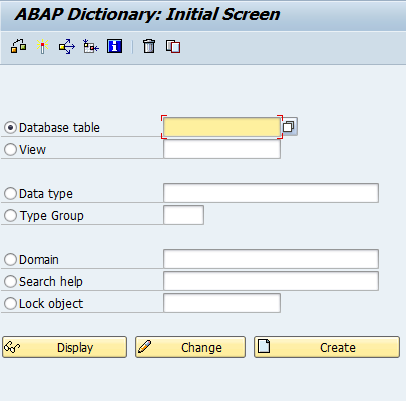 ABAP Dictionary: Initial Screen
Database table
View
Data type
Type Group
Domain
Search help
Lock object
Display Change Create